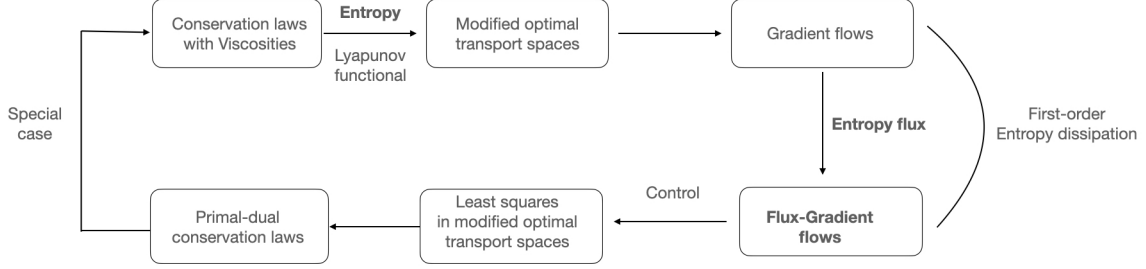 Conservation laws
with Viscosities
Entropy
Lyapunov
functional
Modified optimal
transport spaces
Gradient flows
Special
case
Entropy flux
First-order
Entropy dissipation
Primal-dual
conservation laws
Least squares
in modified optimal
transport spaces
Control
Flux-Gradient
flows